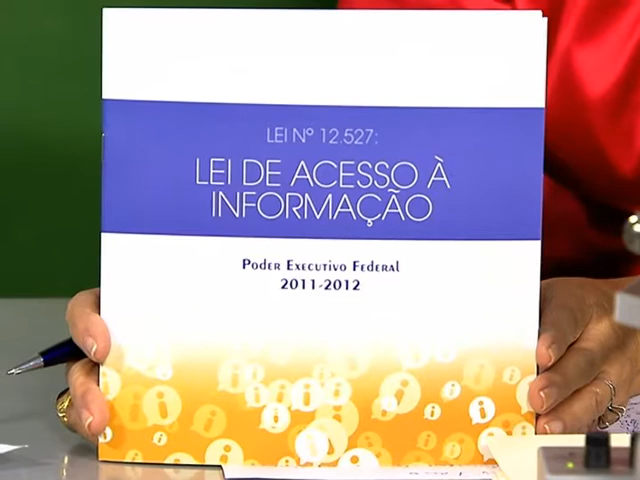 LEI Nº 12.527:
LEI DE ACESSO À
INFORMAÇÃO
Poder Executivo Federal
2011-2012